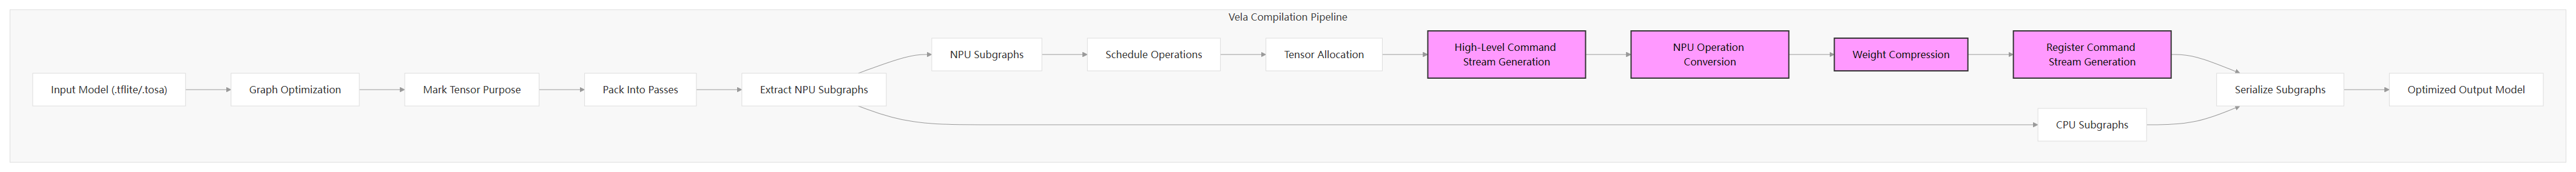 Vela Compilation Pipeline
Input Model (.tflite/.tosa)
Graph Optimization
Mark Tensor Purpose
Pack Into Passes
Extract NPU Subgraphs
NPU Subgraphs
Schedule Operations
Tensor Allocation
High-Level Command
Stream Generation
NPU Operation
Conversion
Weight Compression
Register Command
Stream Generation
CPU Subgraphs
Serialize Subgraphs
Optimized Output Model